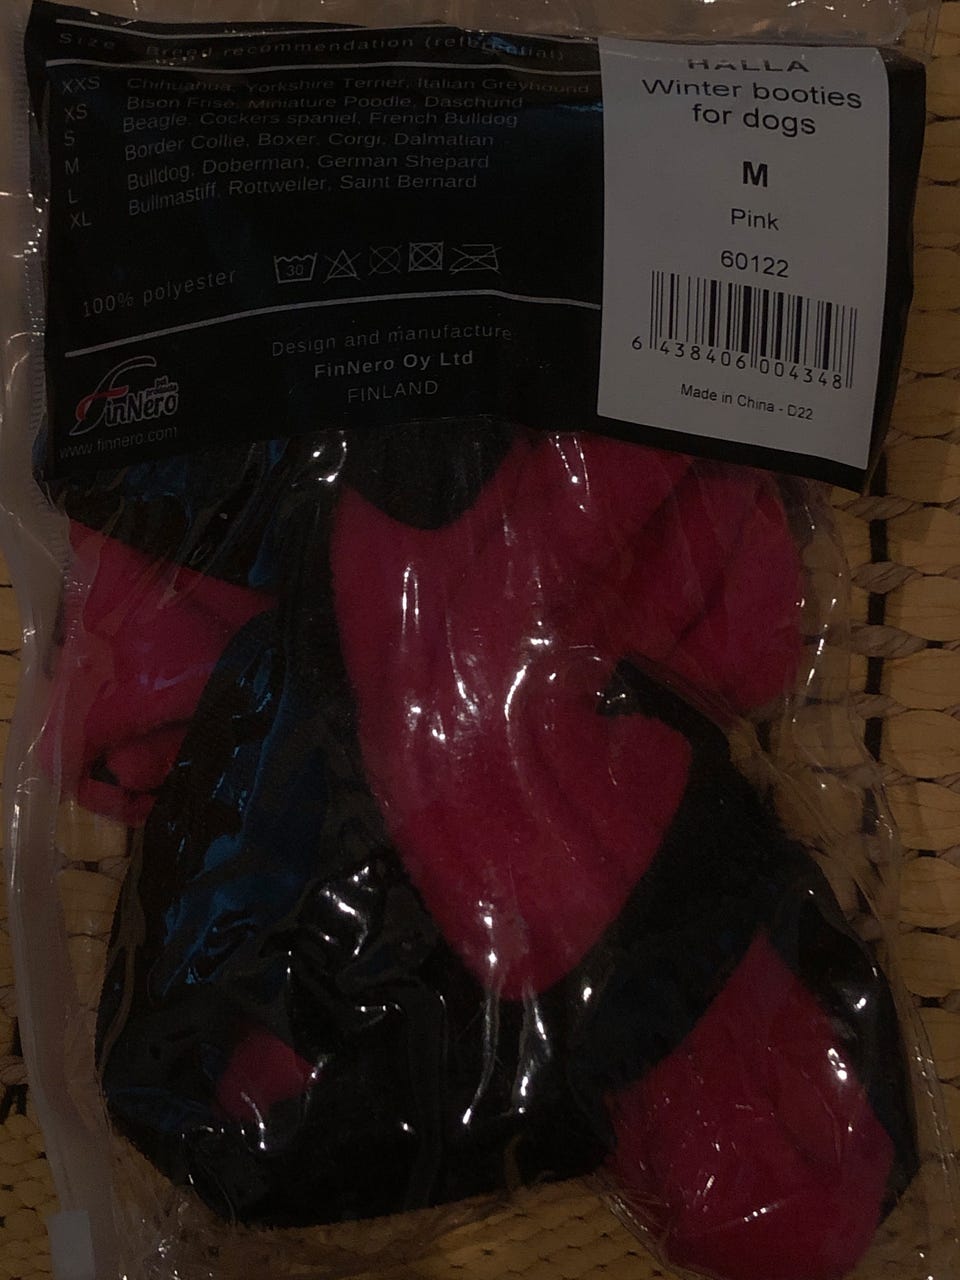 Size Breed recommendation (referential)
XXS Chihuahua, Yorkshire Terrier, Italian Greyhound
XS Bison Frise, Miniature Poodle, Daschund
S Beagle, Cockers spaniel, French Bulldog
M Border Collie, Boxer, Corgi, Dalmatian
L Bulldog, Doberman, German Shepard
XL Bullmastiff, Rottweiler, Saint Bernard
30
100% polyester
Design and manufacture
FinNero Oy Ltd
FINLAND
FinNero
www.finnero.com
HALLA
Winter booties
for dogs
M
Pink
60122
6 438406 004348
Made in China - D22